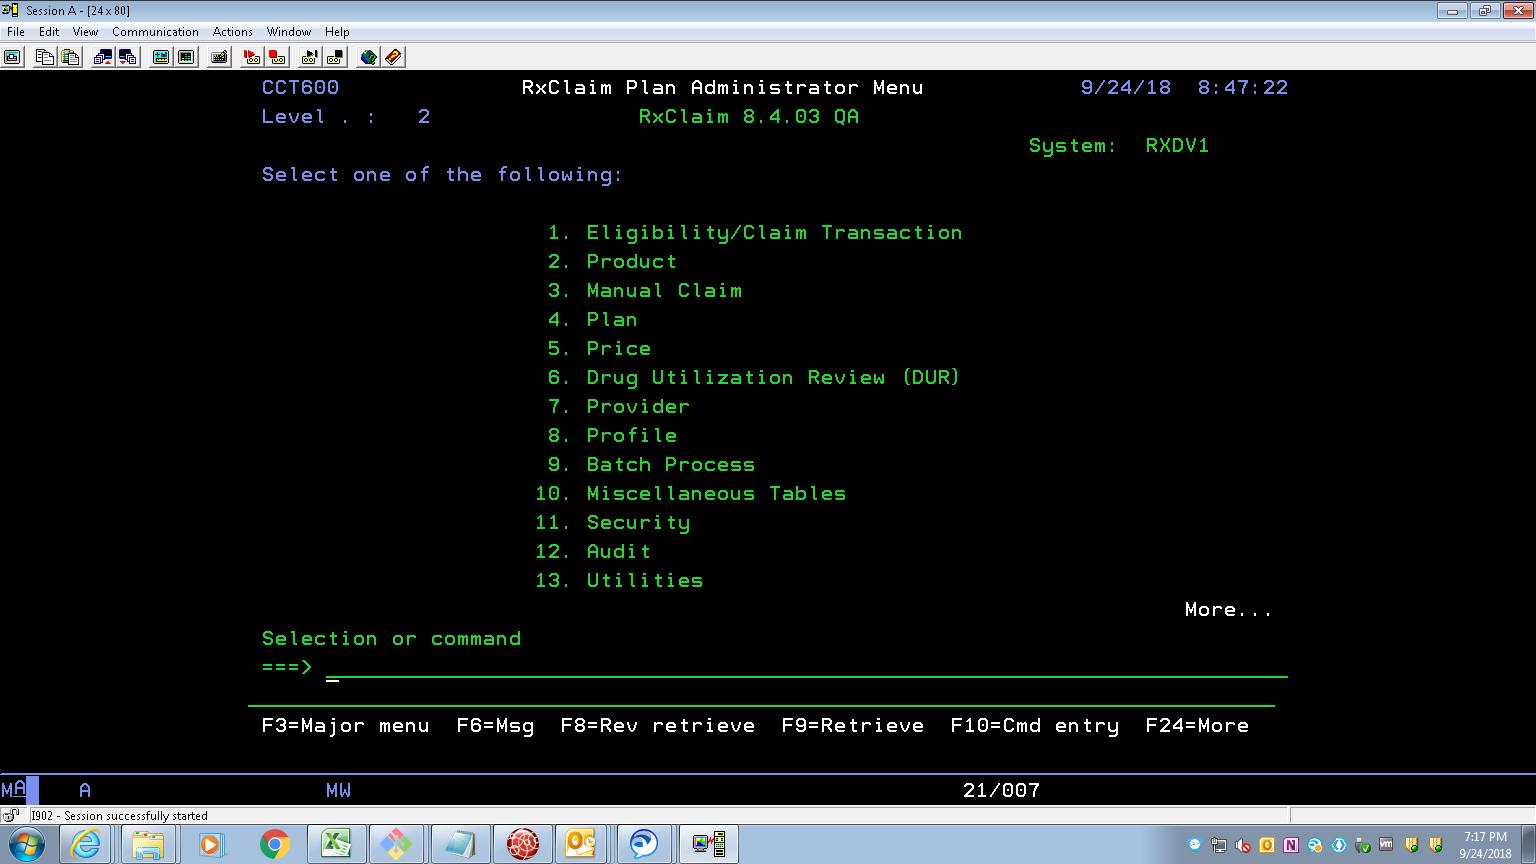 Session A - [24 x 80]
File Edit View Communication Actions Window Help
CCT600 RxClaim Plan Administrator Menu 9/24/18 8:47:22
Level . : 2 RxClaim 8.4.03 QA
System: RXDV1
Select one of the following:
1. Eligibility/Claim Transaction
2. Product
3. Manual Claim
4. Plan
5. Price
6. Drug Utilization Review (DUR)
7. Provider
8. Profile
9. Batch Process
10. Miscellaneous Tables
11. Security
12. Audit
13. Utilities
More...
Selection or command
===>
F3=Major menu F6=Msg F8=Rev retrieve F9=Retrieve F10=Cmd entry F24=More
MA A MW 21/007
I902 - Session successfully started
7:17 PM
9/24/2018